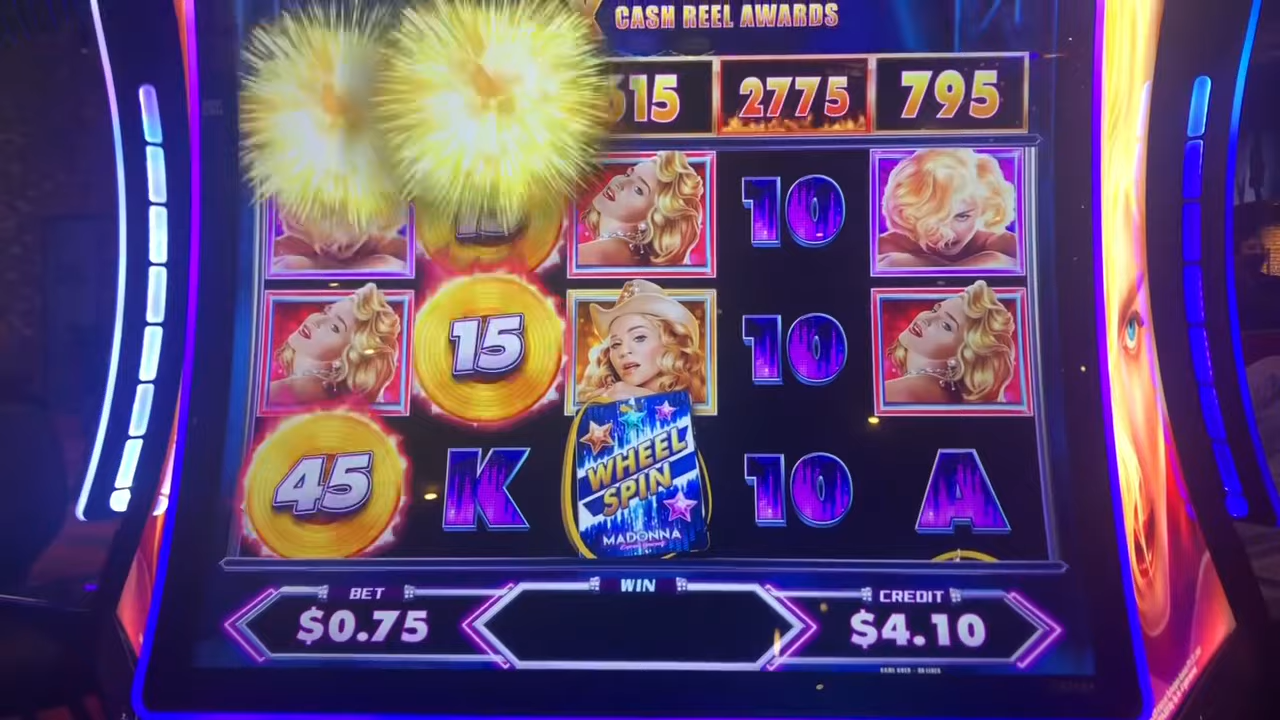 CASH REEL AWARDS
615 2775 795
10
15 10
45 K WHEEL SPIN 10 A
MADONNA
BET WIN CREDIT
$0.75 $4.10